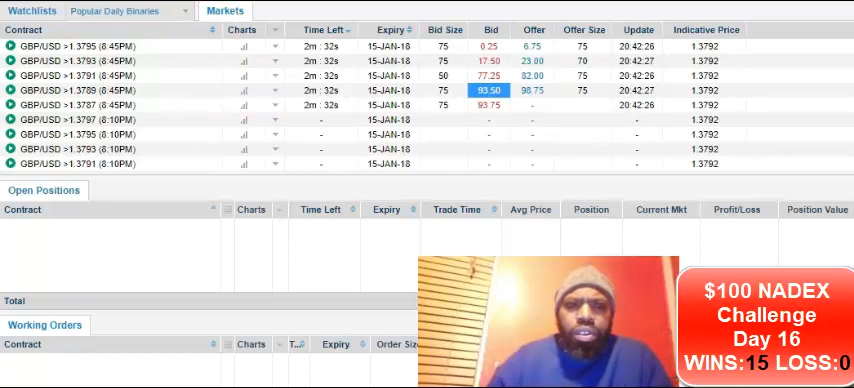 Watchlists Popular Daily Binaries Markets
Contract Charts Time Left Expiry Bid Size Bid Offer Offer Size Update Indicative Price
GBP/USD >1.3795 (8:45PM) 2m : 32s 15-JAN-18 75 0.25 6.75 75 20:42:26 1.3792
GBP/USD >1.3793 (8:45PM) 2m : 32s 15-JAN-18 75 17.50 23.00 70 20:42:27 1.3792
GBP/USD >1.3791 (8:45PM) 2m : 32s 15-JAN-18 50 77.25 82.00 75 20:42:26 1.3792
GBP/USD >1.3789 (8:45PM) 2m : 32s 15-JAN-18 75 93.50 98.75 75 20:42:27 1.3792
GBP/USD >1.3787 (8:45PM) 2m : 32s 15-JAN-18 75 93.75 - 20:42:26 1.3792
GBP/USD >1.3797 (8:10PM) - 15-JAN-18 - - - 1.3792
GBP/USD >1.3795 (8:10PM) - 15-JAN-18 - - - 1.3792
GBP/USD >1.3793 (8:10PM) - 15-JAN-18 - - - 1.3792
GBP/USD >1.3791 (8:10PM) - 15-JAN-18 - - - 1.3792
Open Positions
Contract Charts Time Left Expiry Trade Time Avg Price Position Current Mkt Profit/Loss Position Value
Total
Working Orders
Contract Charts T... Expiry Order Size
$100 NADEX
Challenge
Day 16
WINS:15 LOSS:0